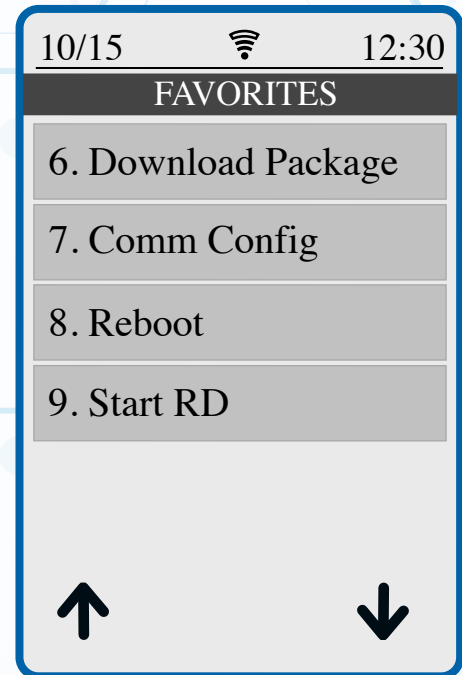 10/15 12:30
FAVORITES
6. Download Package
7. Comm Config
8. Reboot
9. Start RD